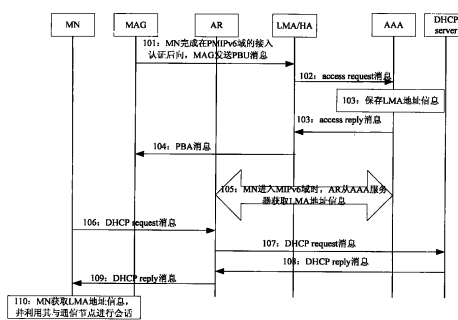 MN MAG AR LMA/HA AAA DHCP
server
101：MN完成在PMIPv6域的接入
认证后向，MAG发送PBU消息
102：access request消息
103：保存LMA地址信息
103：access reply消息
104：PBA消息
105：MN进入MIPv6域时，AR从AAA服务
器获取LMA地址信息
106：DHCP request消息
107：DHCP request消息
108：DHCP reply消息
109：DHCP reply消息
110：MN获取LMA地址信息，
并利用其与通信节点进行会话